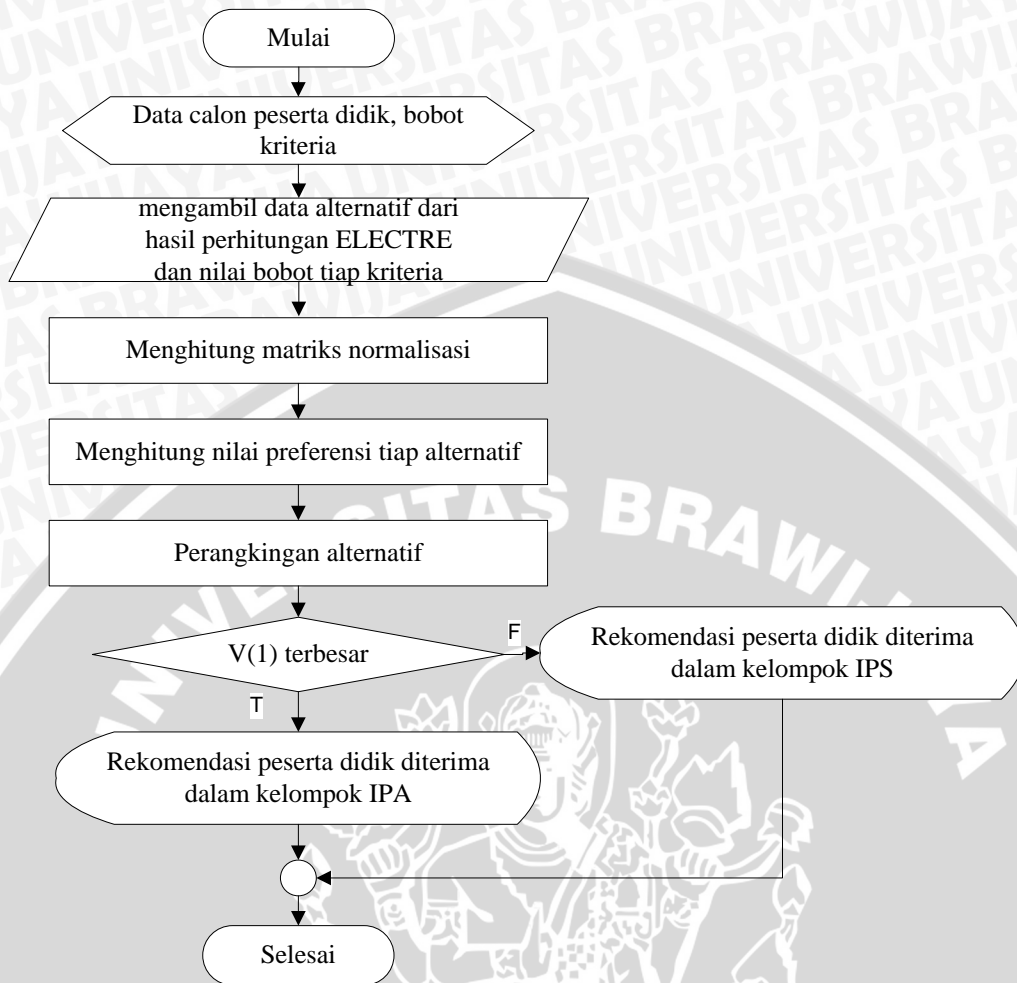 Mulai
Data calon peserta didik, bobot
kriteria
mengambil data alternatif dari
hasil perhitungan ELECTRE
dan nilai bobot tiap kriteria
Menghitung matriks normalisasi
Menghitung nilai preferensi tiap alternatif
Perangkingan alternatif
V(1) terbesar
F
Rekomendasi peserta didik diterima
dalam kelompok IPS
T
Rekomendasi peserta didik diterima
dalam kelompok IPA
Selesai
UNIVERSITAS BRAWIJAYA